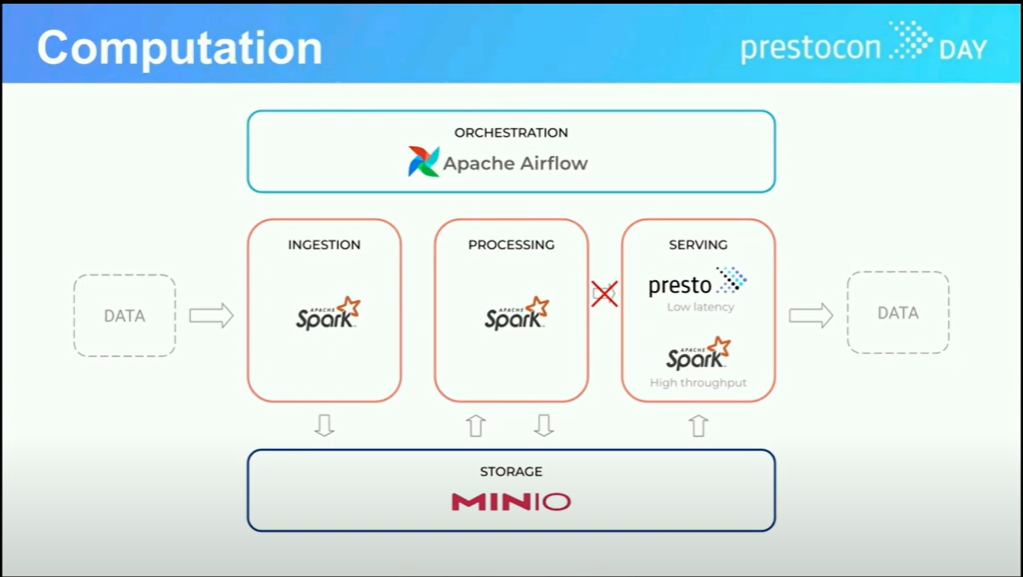 Computation
prestocon DAY
ORCHESTRATION
Apache Airflow
INGESTION
PROCESSING
SERVING
DATA
APACHE
Spark
APACHE
Spark
presto
Low latency
APACHE
Spark
High throughput
DATA
STORAGE
MINIO